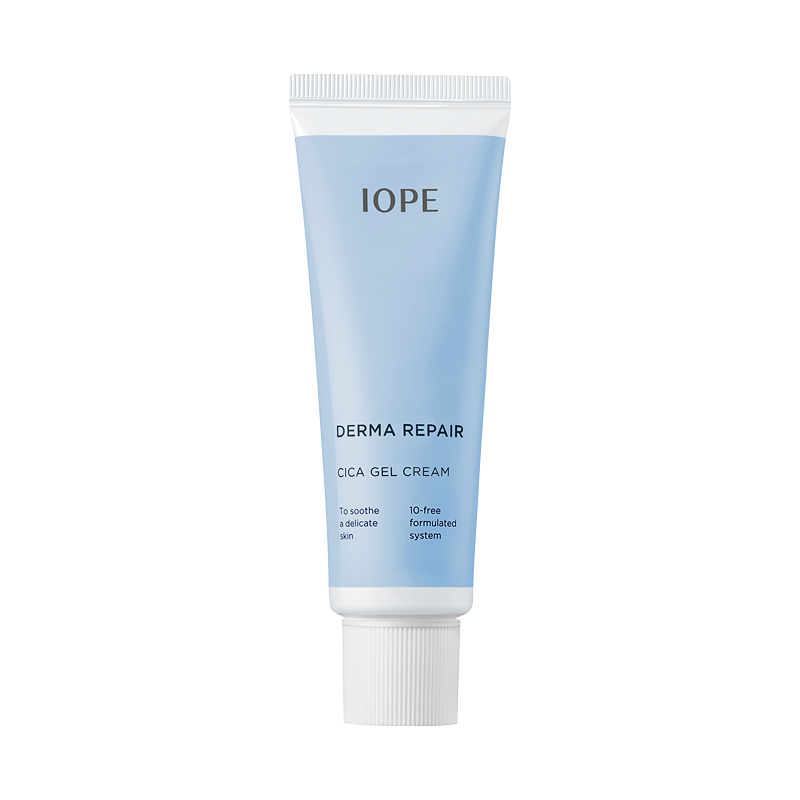 IOPE
DERMA REPAIR
CICA GEL CREAM
To soothe
a delicate
skin
10-free
formulated
system